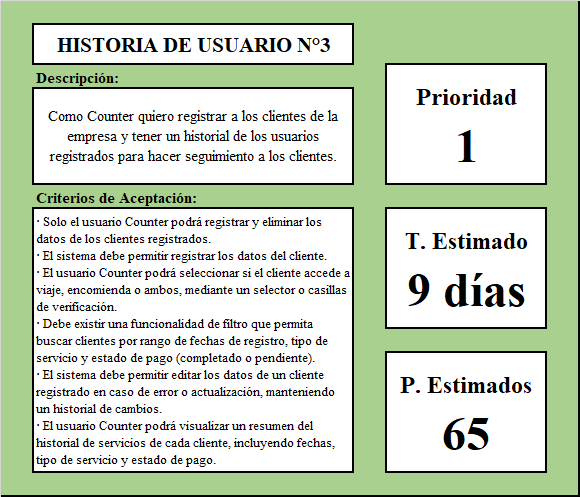 HISTORIA DE USUARIO N°3
Descripción:
Como Counter quiero registrar a los clientes de la
empresa y tener un historial de los usuarios
registrados para hacer seguimiento a los clientes.
Criterios de Aceptación:
· Solo el usuario Counter podrá registrar y eliminar los
datos de los clientes registrados.
· El sistema debe permitir registrar los datos del cliente.
· El usuario Counter podrá seleccionar si el cliente accede a
viaje, encomienda o ambos, mediante un selector o casillas
de verificación.
· Debe existir una funcionalidad de filtro que permita
buscar clientes por rango de fechas de registro, tipo de
servicio y estado de pago (completado o pendiente).
· El sistema debe permitir editar los datos de un cliente
registrado en caso de error o actualización, manteniendo
un historial de cambios.
· El usuario Counter podrá visualizar un resumen del
historial de servicios de cada cliente, incluyendo fechas,
tipo de servicio y estado de pago.
Prioridad
1
T. Estimado
9 días
P. Estimados
65